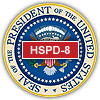 SEAL OF THE PRESIDENT OF THE UNITED STATES
HSPD-8